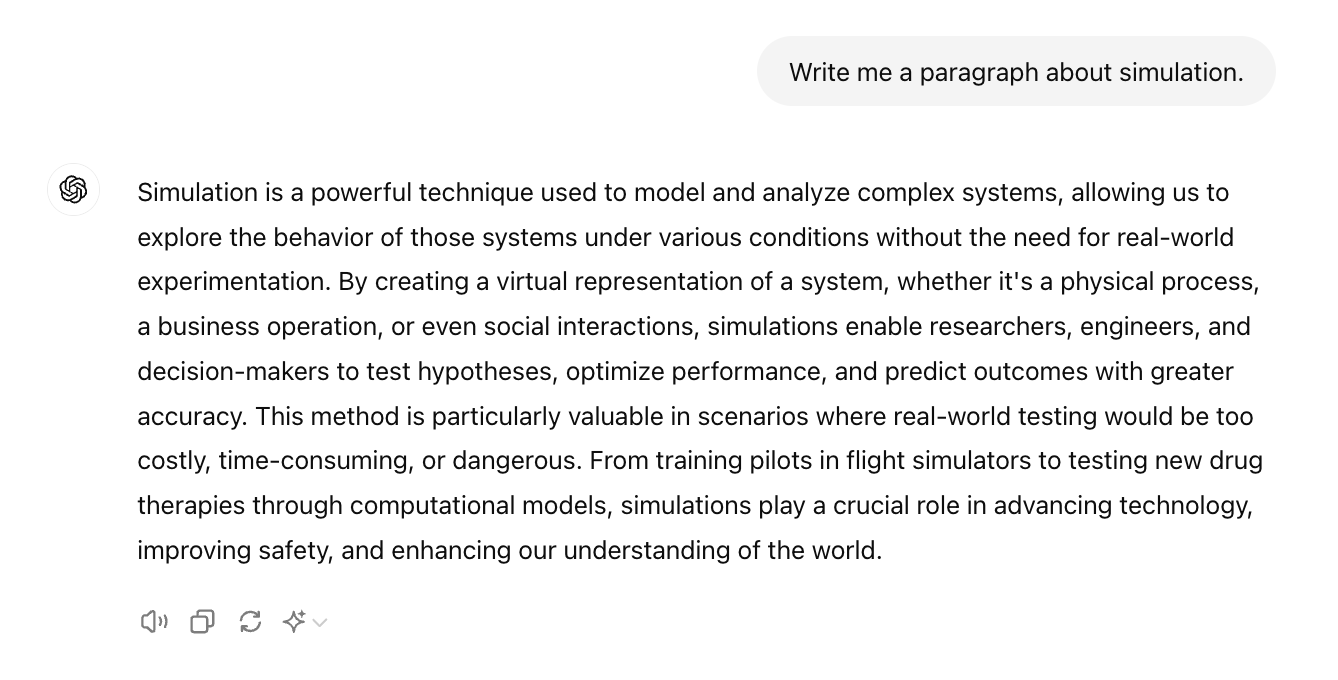 Write me a paragraph about simulation.
Simulation is a powerful technique used to model and analyze complex systems, allowing us to
explore the behavior of those systems under various conditions without the need for real-world
experimentation. By creating a virtual representation of a system, whether it's a physical process,
a business operation, or even social interactions, simulations enable researchers, engineers, and
decision-makers to test hypotheses, optimize performance, and predict outcomes with greater
accuracy. This method is particularly valuable in scenarios where real-world testing would be too
costly, time-consuming, or dangerous. From training pilots in flight simulators to testing new drug
therapies through computational models, simulations play a crucial role in advancing technology,
improving safety, and enhancing our understanding of the world.